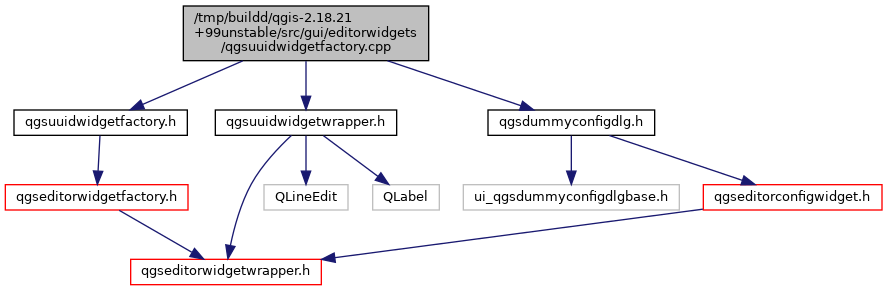 /tmp/buildd/qgis-2.18.21
+99unstable/src/gui/editorwidgets
/qgsuuidwidgetfactory.cpp
qgsuuidwidgetfactory.h
qgsuuidwidgetwrapper.h
qgsdummyconfigdlg.h
qgseditorwidgetfactory.h
QLineEdit
QLabel
ui_qgsdummyconfigdlgbase.h
qgseditorconfigwidget.h
qgseditorwidgetwrapper.h